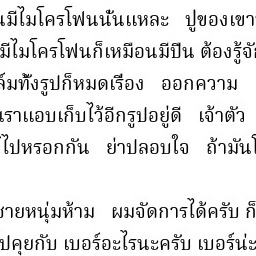 มีไมโครโฟนนั่นแหละ ปู่ของเขา
มีไมโครโฟนก็เหมือนมีปืน ต้องรู้จั
ทั้งรูปก็หมดเรื่อง ออกความ
เราแอบเก็บไว้อีกรูปอยู่ดี เจ้าตัว
ไปหรอกกัน ย่าปลอบใจ ถ้ามันโ
ชายหนุ่มห้าม ผมจัดการได้ครับ ก็
ปคุยกับ เบอร์อะไรนะครับ เบอร์น่ะ